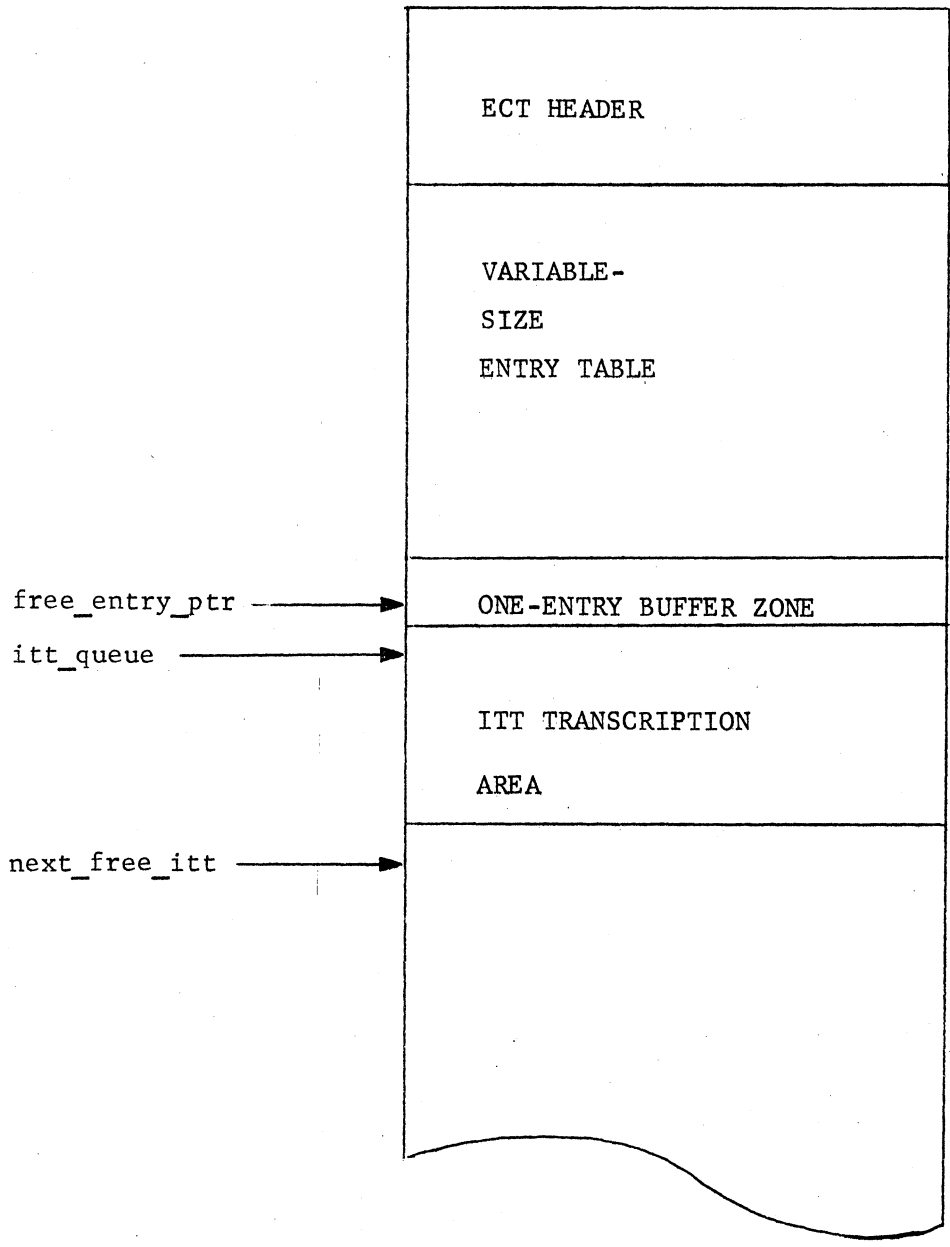 ECT HEADER
VARIABLE-
SIZE
ENTRY TABLE
free_entry_ptr
ONE-ENTRY BUFFER ZONE
itt_queue
ITT TRANSCRIPTION
AREA
next_free_itt